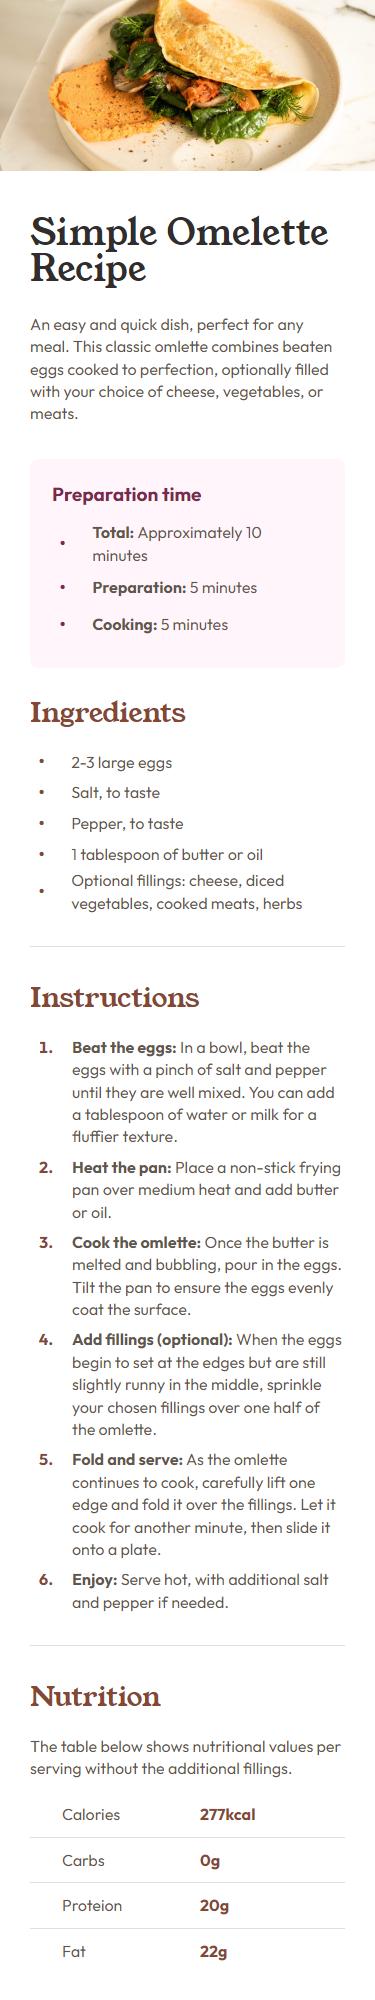 Simple Omelette
Recipe
An easy and quick dish, perfect for any
meal. This classic omlette combines beaten
eggs cooked to perfection, optionally filled
with your choice of cheese, vegetables, or
meats.
Preparation time
• Total: Approximately 10
minutes
• Preparation: 5 minutes
• Cooking: 5 minutes
Ingredients
• 2-3 large eggs
• Salt, to taste
• Pepper, to taste
• 1 tablespoon of butter or oil
• Optional fillings: cheese, diced
vegetables, cooked meats, herbs
Instructions
1. Beat the eggs: In a bowl, beat the
eggs with a pinch of salt and pepper
until they are well mixed. You can add
a tablespoon of water or milk for a
fluffier texture.
2. Heat the pan: Place a non-stick frying
pan over medium heat and add butter
or oil.
3. Cook the omlette: Once the butter is
melted and bubbling, pour in the eggs.
Tilt the pan to ensure the eggs evenly
coat the surface.
4. Add fillings (optional): When the eggs
begin to set at the edges but are still
slightly runny in the middle, sprinkle
your chosen fillings over one half of
the omlette.
5. Fold and serve: As the omlette
continues to cook, carefully lift one
edge and fold it over the fillings. Let it
cook for another minute, then slide it
onto a plate.
6. Enjoy: Serve hot, with additional salt
and pepper if needed.
Nutrition
The table below shows nutritional values per
serving without the additional fillings.
Calories 277kcal
Carbs 0g
Proteion 20g
Fat 22g